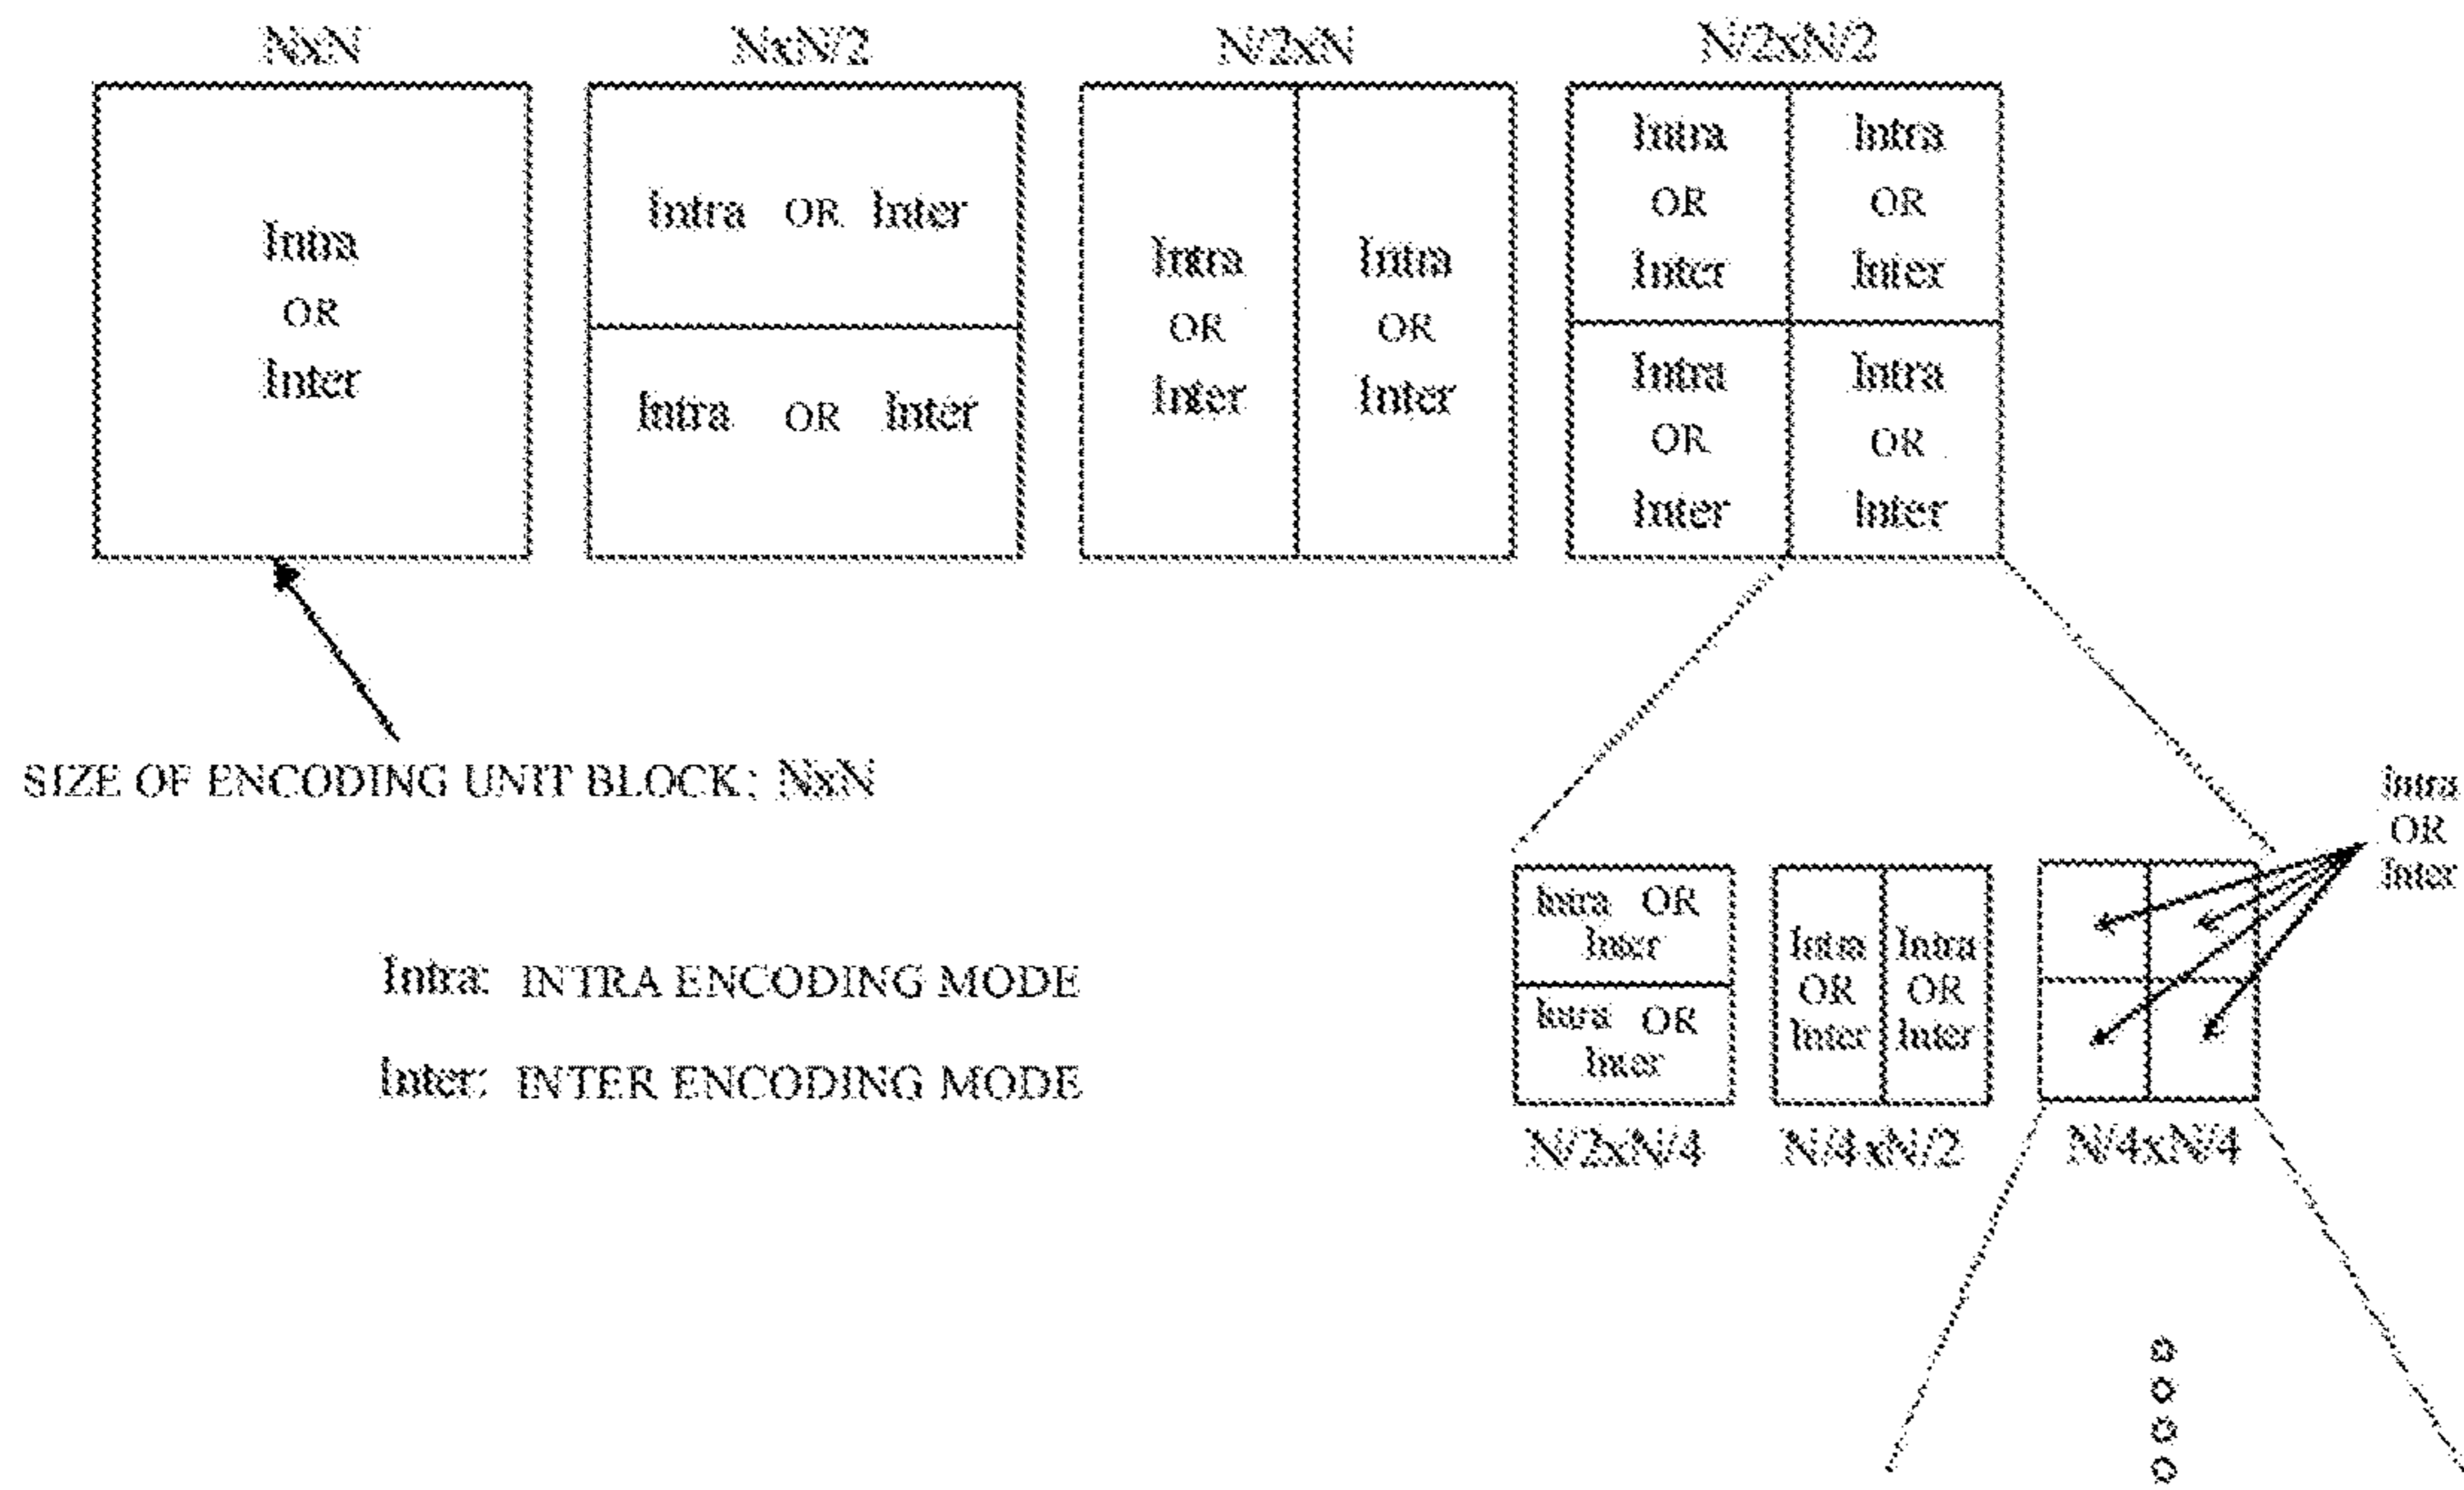 NxN
NxN/2
N/2xN
N/2xN/2
Intra
OR
Inter
Intra OR Inter
Intra OR Inter
Intra
OR
Inter
Intra
OR
Inter
Intra
OR
Inter
Intra
OR
Inter
Intra
OR
Inter
Intra
OR
Inter
SIZE OF ENCODING UNIT BLOCK: NxN
Intra
OR
Inter
Intra OR
Inter
Intra OR
Inter
Intra
OR
Inter
Intra
OR
Inter
N/2xN/4
N/4xN/2
N/4xN/4
Intra: INTRA ENCODING MODE
Inter: INTER ENCODING MODE